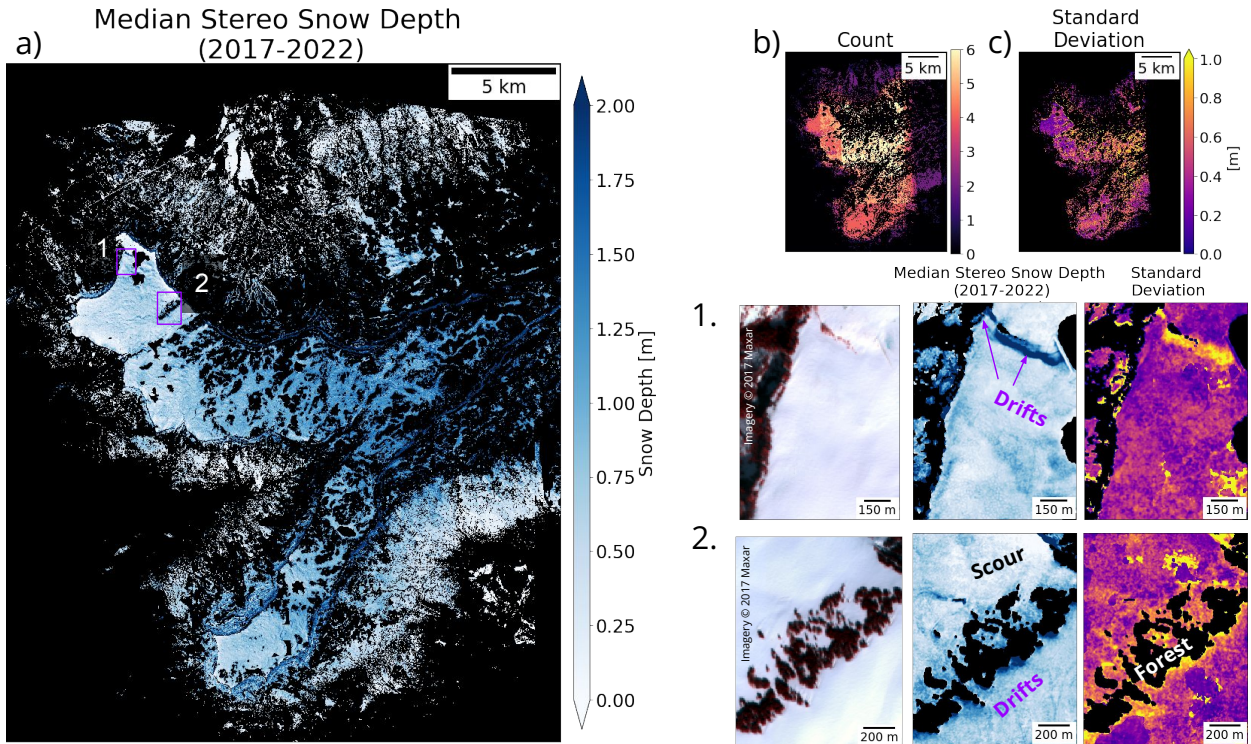 Median Stereo Snow Depth
(2017-2022)
a)
5 km
1
2
2.00
1.75
1.50
1.25
1.00
0.75
0.50
0.25
0.00
Snow Depth [m]
b)
Count
5 km
6
5
4
3
2
1
0
c)
Standard
Deviation
5 km
1.0
0.8
0.6
0.4
0.2
0.0
[m]
Median Stereo Snow Depth
(2017-2022)
Standard
Deviation
1.
Imagery © 2017 Maxar
150 m
Drifts
150 m
150 m
2.
Imagery © 2017 Maxar
200 m
Scour
Drifts
200 m
Forest
200 m